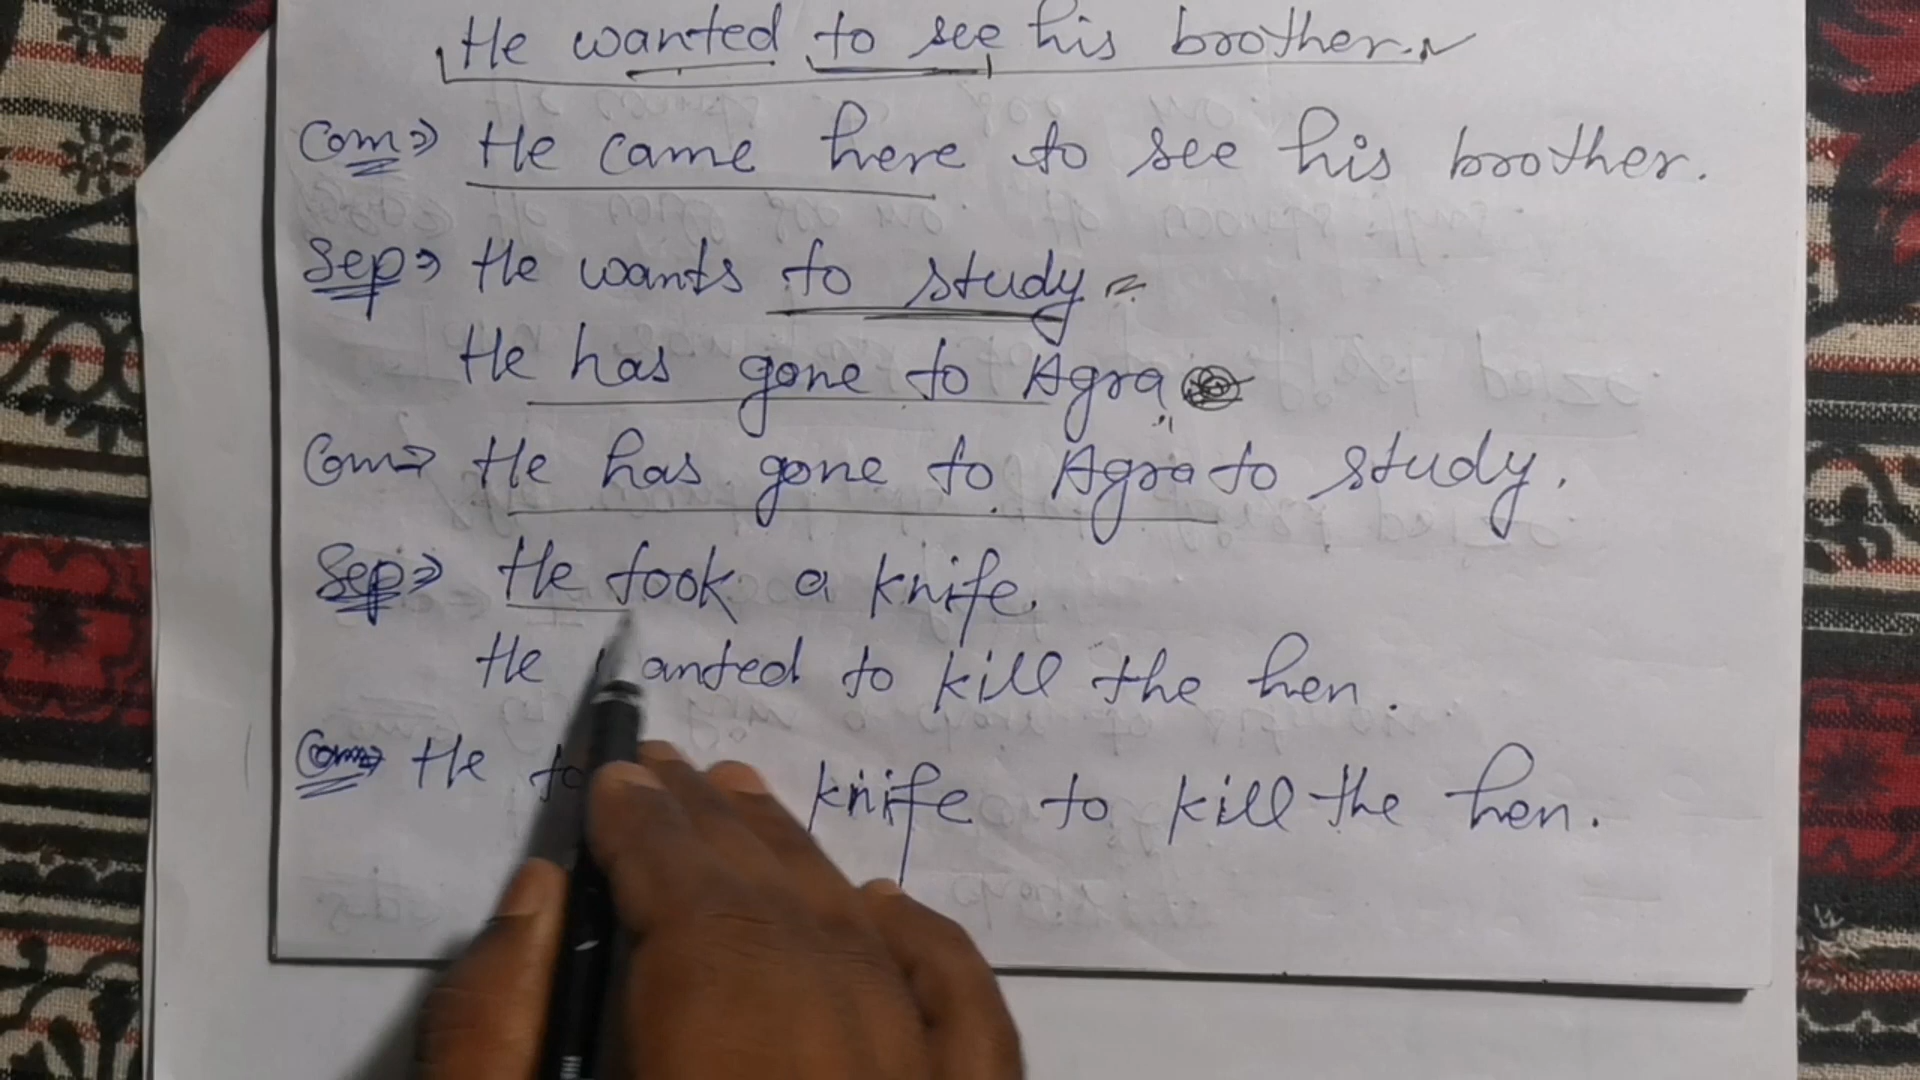 He wanted to see his brother.
Com⇒ He came here to see his brother.
Sep⇒ He wants to study
He has gone to Agra
Com⇒ He has gone to Agra to study.
Sep⇒ He took a knife.
He wanted to kill the hen.
Com⇒ He knife to kill the hen.